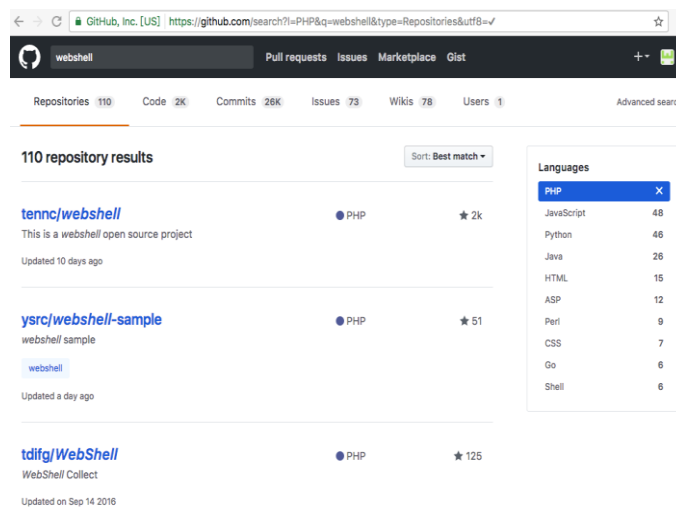 GitHub, Inc. [US] https://github.com/search?l=PHP&q=webshell&type=Repositories&utf8=✓
webshell Pull requests Issues Marketplace Gist
Repositories 110 Code 2K Commits 26K Issues 73 Wikis 78 Users 1 Advanced searc
110 repository results
Sort: Best match
tennc/webshell PHP 2k
This is a webshell open source project
Updated 10 days ago
ysrc/webshell-sample PHP 51
webshell sample
webshell
Updated a day ago
tdifg/WebShell PHP 125
WebShell Collect
Updated on Sep 14 2016
Languages
PHP X
JavaScript 48
Python 46
Java 26
HTML 15
ASP 12
Perl 9
CSS 7
Go 6
Shell 6